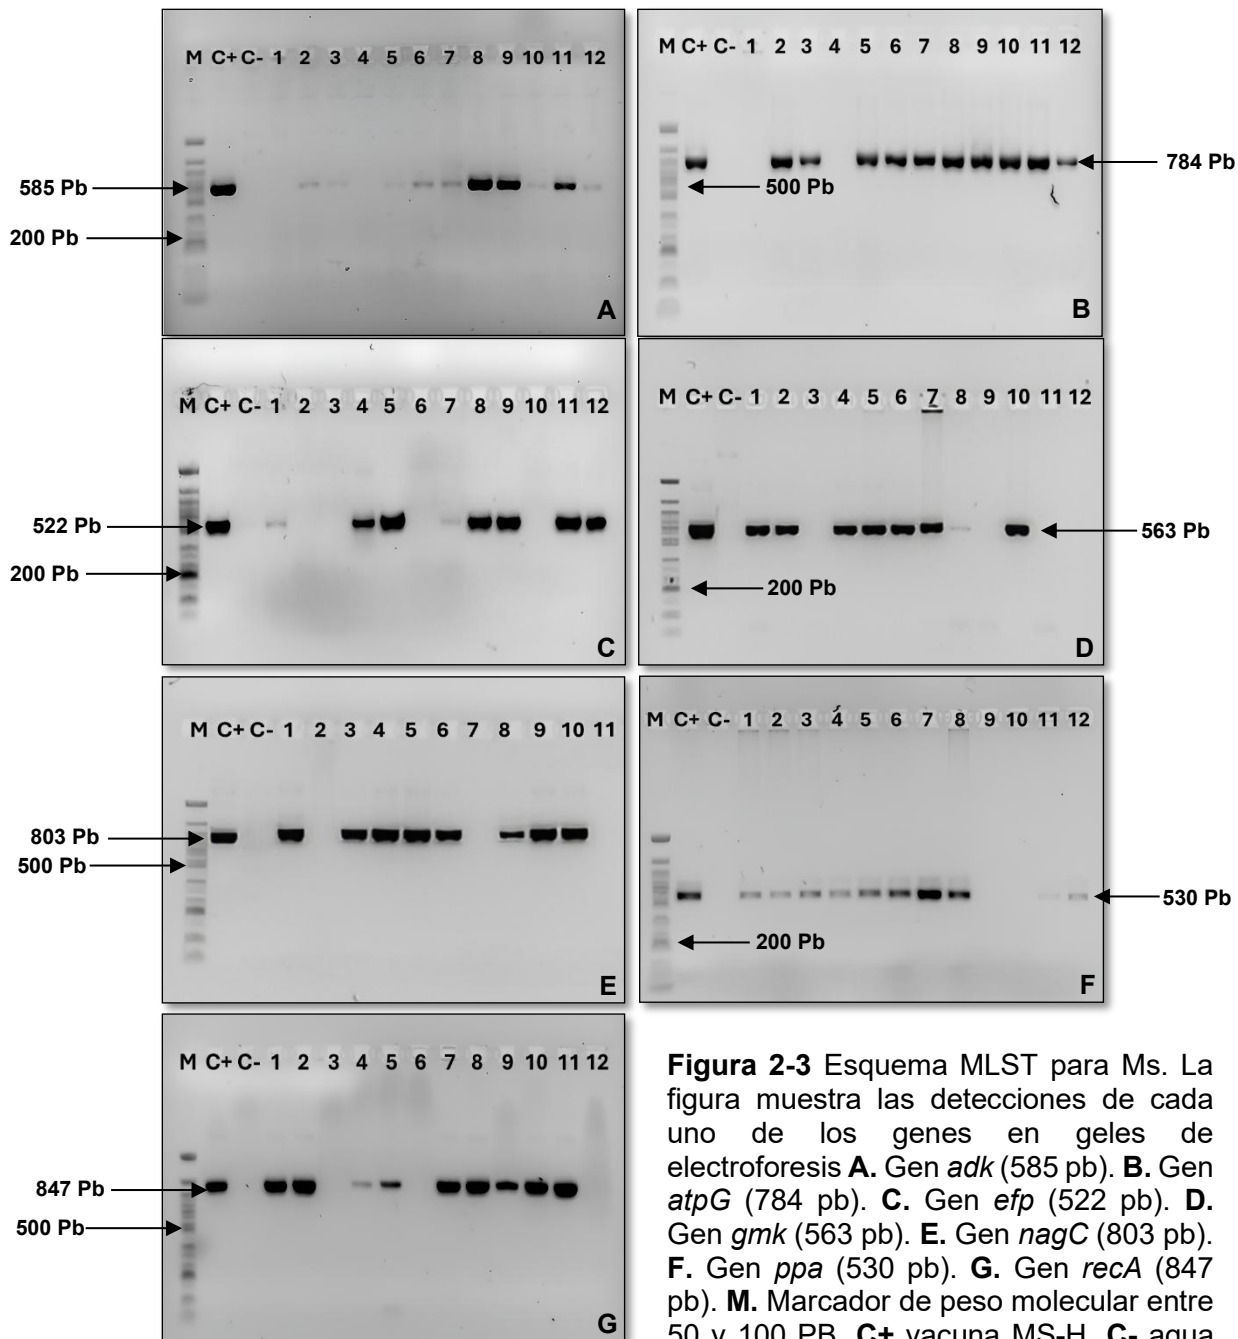 M C+ C- 1 2 3 4 5 6 7 8 9 10 11 12
585 Pb
200 Pb
A
M C+ C- 1 2 3 4 5 6 7 8 9 10 11 12
784 Pb
500 Pb
B
M C+ C- 1 2 3 4 5 6 7 8 9 10 11 12
522 Pb
200 Pb
C
M C+ C- 1 2 3 4 5 6 7 8 9 10 11 12
563 Pb
200 Pb
D
M C+ C- 1 2 3 4 5 6 7 8 9 10 11
803 Pb
500 Pb
E
M C+ C- 1 2 3 4 5 6 7 8 9 10 11 12
530 Pb
200 Pb
F
M C+ C- 1 2 3 4 5 6 7 8 9 10 11 12
847 Pb
500 Pb
G
Figura 2-3 Esquema MLST para Ms. La
figura muestra las detecciones de cada
uno de los genes en geles de
electroforesis A. Gen adk (585 pb). B. Gen
atpG (784 pb). C. Gen efp (522 pb). D.
Gen gmk (563 pb). E. Gen nagC (803 pb).
F. Gen ppa (530 pb). G. Gen recA (847
pb). M. Marcador de peso molecular entre
50 y 100 PB. C+ vacuna MS-H. C- agua